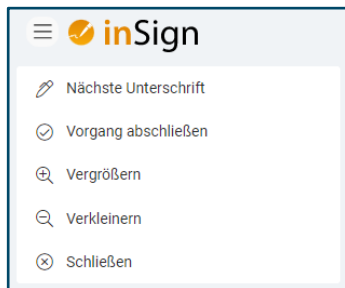 inSign
Nächste Unterschrift
Vorgang abschließen
Vergrößern
Verkleinern
Schließen